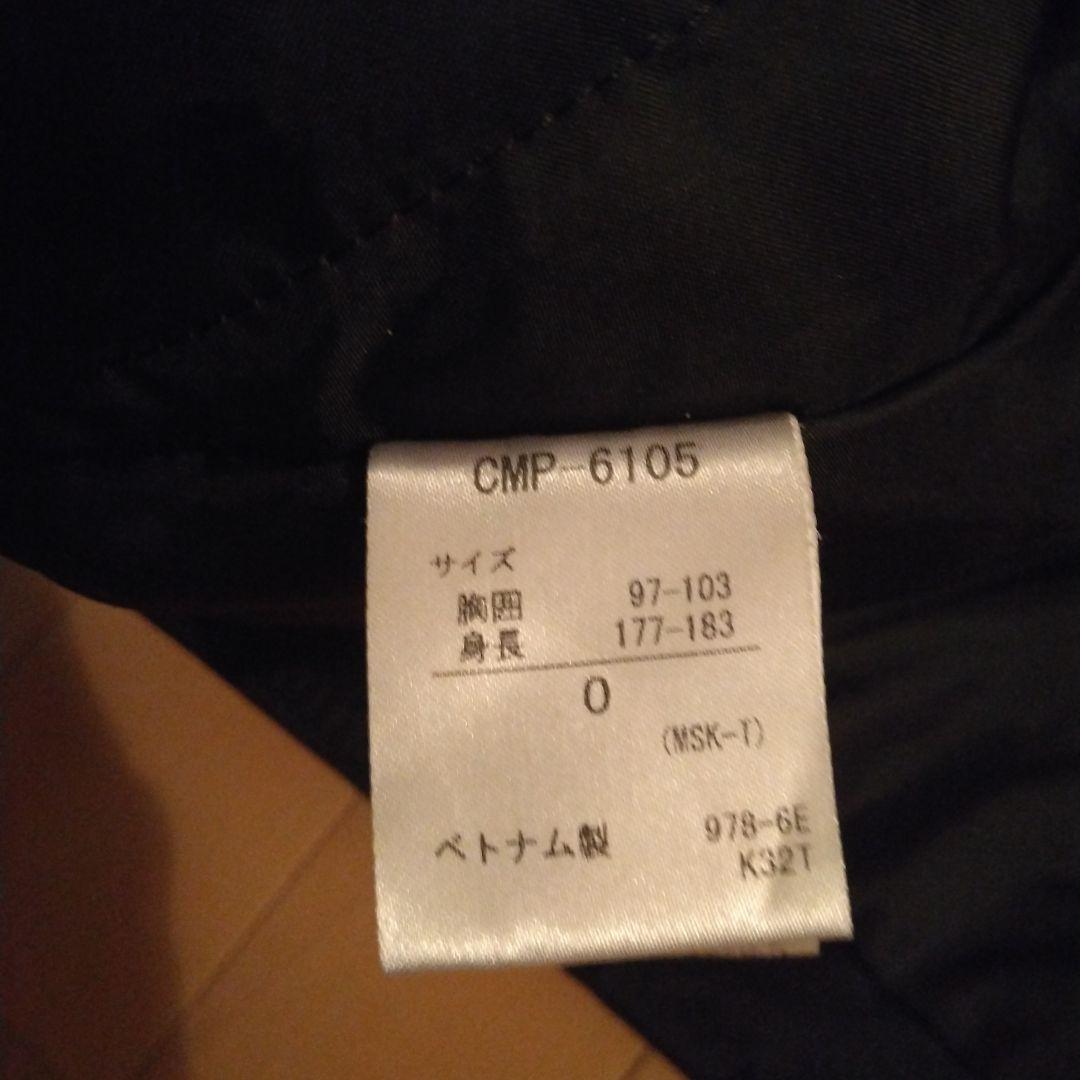 CMP-6105
サイズ
胸囲 97-103
身長 177-183
O
(MSK-T)
ベトナム製 978-6E
K32T